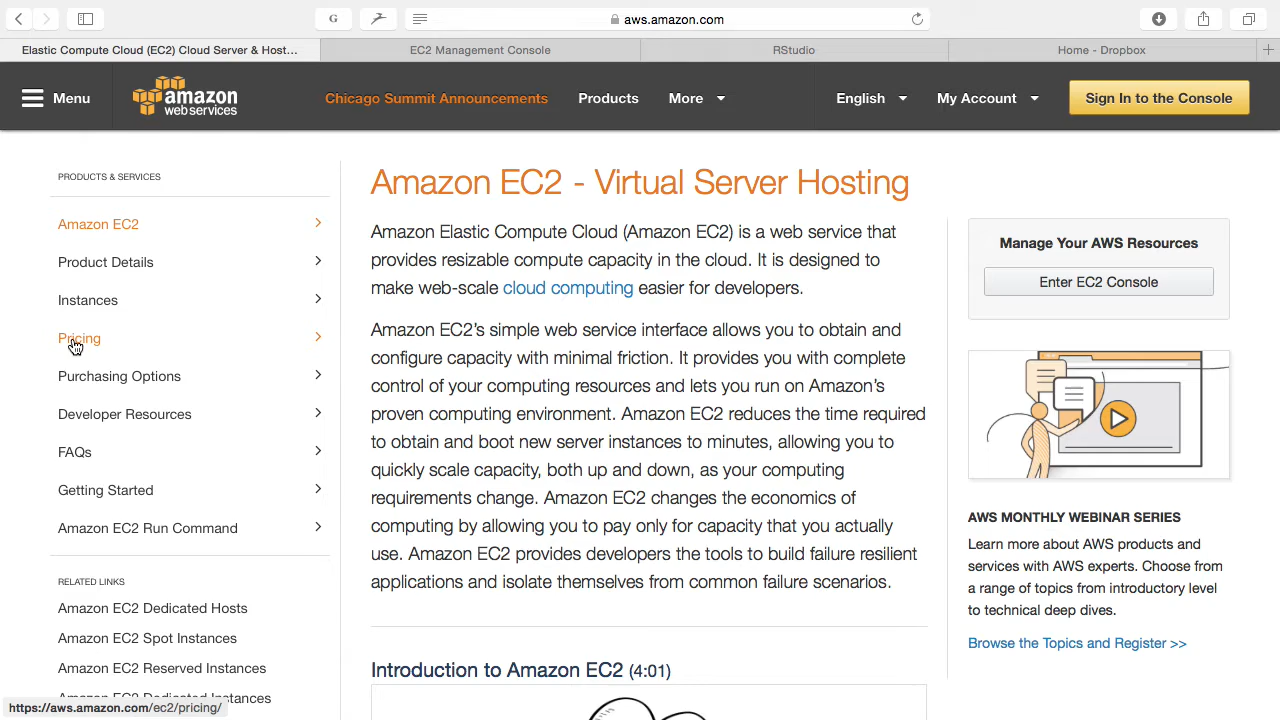 G
aws.amazon.com
Elastic Compute Cloud (EC2) Cloud Server & Host...
EC2 Management Console
RStudio
Home - Dropbox
Menu
amazon
web services
Chicago Summit Announcements
Products
More
English
My Account
Sign In to the Console
PRODUCTS & SERVICES
Amazon EC2
Product Details
Instances
Pricing
Purchasing Options
Developer Resources
FAQs
Getting Started
Amazon EC2 Run Command
RELATED LINKS
Amazon EC2 Dedicated Hosts
Amazon EC2 Spot Instances
Amazon EC2 Reserved Instances
Amazon EC2 Dedicated Instances
https://aws.amazon.com/ec2/pricing/
Amazon EC2 - Virtual Server Hosting
Amazon Elastic Compute Cloud (Amazon EC2) is a web service that
provides resizable compute capacity in the cloud. It is designed to
make web-scale cloud computing easier for developers.
Amazon EC2's simple web service interface allows you to obtain and
configure capacity with minimal friction. It provides you with complete
control of your computing resources and lets you run on Amazon's
proven computing environment. Amazon EC2 reduces the time required
to obtain and boot new server instances to minutes, allowing you to
quickly scale capacity, both up and down, as your computing
requirements change. Amazon EC2 changes the economics of
computing by allowing you to pay only for capacity that you actually
use. Amazon EC2 provides developers the tools to build failure resilient
applications and isolate themselves from common failure scenarios.
Introduction to Amazon EC2 (4:01)
Manage Your AWS Resources
Enter EC2 Console
AWS MONTHLY WEBINAR SERIES
Learn more about AWS products and
services with AWS experts. Choose from
a range of topics from introductory level
to technical deep dives.
Browse the Topics and Register >>